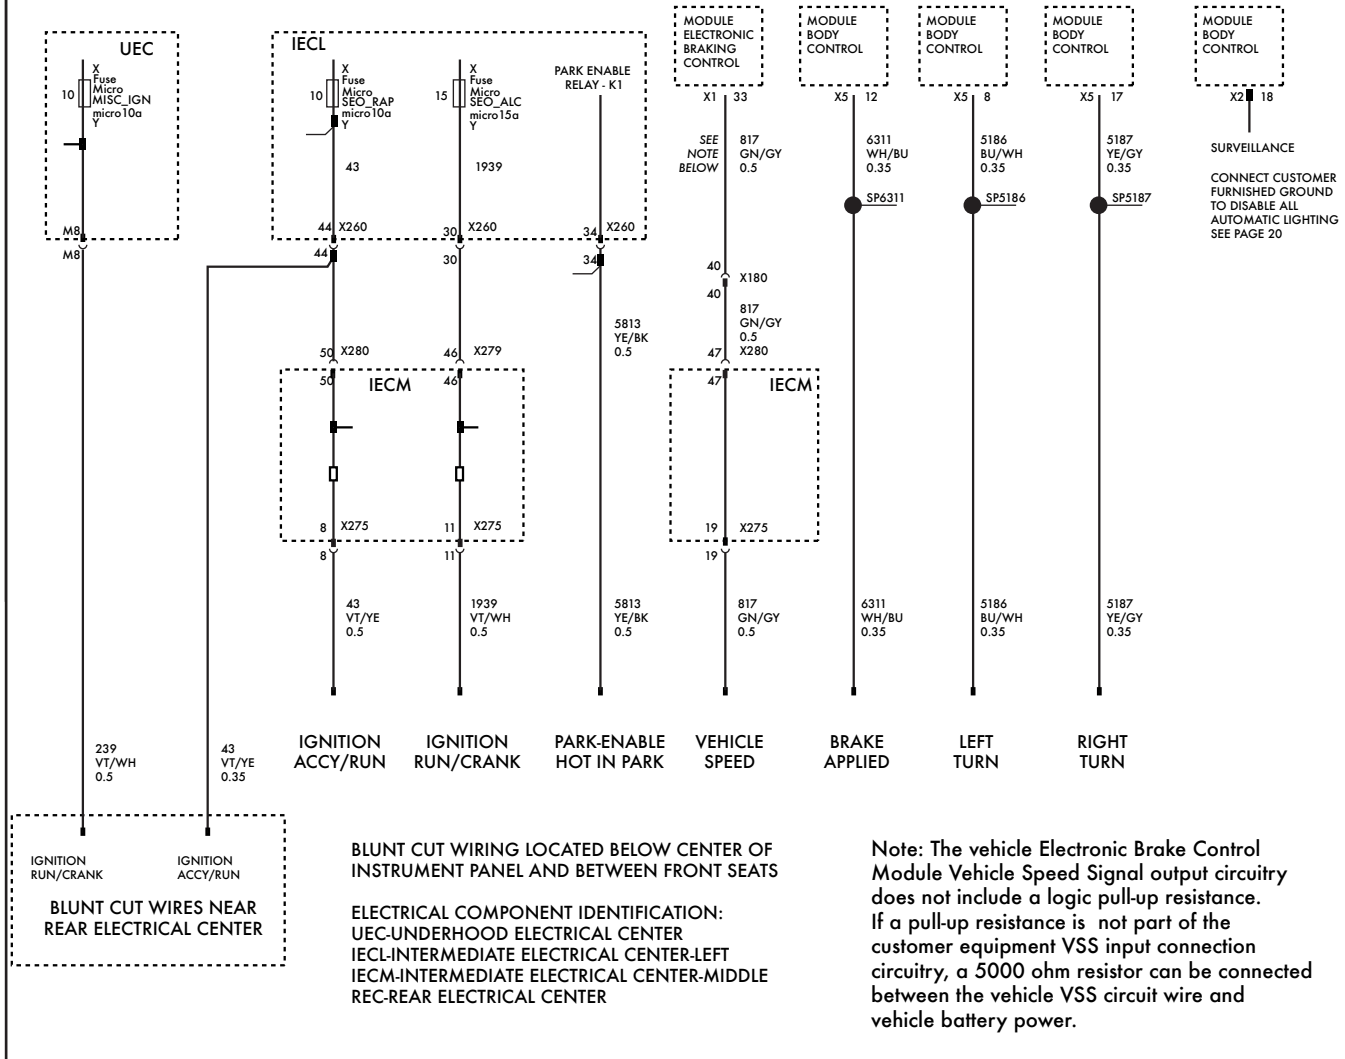 UEC
X
Fuse
Micro
10
MISC_IGN
micro10a
Y
M8
M8
239
VT/WH
0.5
IGNITION
RUN/CRANK
43
VT/YE
0.35
IGNITION
ACCY/RUN
BLUNT CUT WIRES NEAR
REAR ELECTRICAL CENTER
IECL
X
Fuse
Micro
10
SEO_RAP
micro10a
Y
43
44 X260
44
50 X280
50
IECM
8 X275
8
43
VT/YE
0.5
IGNITION
ACCY/RUN
X
Fuse
Micro
15
SEO_ALC
micro15a
Y
1939
30 X260
30
46 X279
46
11 X275
11
1939
VT/WH
0.5
IGNITION
RUN/CRANK
PARK ENABLE
RELAY - K1
34 X260
34
5813
YE/BK
0.5
5813
YE/BK
0.5
PARK-ENABLE
HOT IN PARK
MODULE
ELECTRONIC
BRAKING
CONTROL
X1 33
SEE
NOTE
BELOW
817
GN/GY
0.5
40
X180
40
817
GN/GY
0.5
47 X280
47
IECM
19 X275
19
817
GN/GY
0.5
VEHICLE
SPEED
MODULE
BODY
CONTROL
X5 12
6311
WH/BU
0.35
SP6311
6311
WH/BU
0.35
BRAKE
APPLIED
MODULE
BODY
CONTROL
X5 8
5186
BU/WH
0.35
SP5186
5186
BU/WH
0.35
LEFT
TURN
MODULE
BODY
CONTROL
X5 17
5187
YE/GY
0.35
SP5187
5187
YE/GY
0.35
RIGHT
TURN
MODULE
BODY
CONTROL
X2 18
SURVEILLANCE
CONNECT CUSTOMER
FURNISHED GROUND
TO DISABLE ALL
AUTOMATIC LIGHTING
SEE PAGE 20
BLUNT CUT WIRING LOCATED BELOW CENTER OF
INSTRUMENT PANEL AND BETWEEN FRONT SEATS
ELECTRICAL COMPONENT IDENTIFICATION:
UEC-UNDERHOOD ELECTRICAL CENTER
IECL-INTERMEDIATE ELECTRICAL CENTER-LEFT
IECM-INTERMEDIATE ELECTRICAL CENTER-MIDDLE
REC-REAR ELECTRICAL CENTER
Note: The vehicle Electronic Brake Control
Module Vehicle Speed Signal output circuitry
does not include a logic pull-up resistance.
If a pull-up resistance is not part of the
customer equipment VSS input connection
circuitry, a 5000 ohm resistor can be connected
between the vehicle VSS circuit wire and
vehicle battery power.